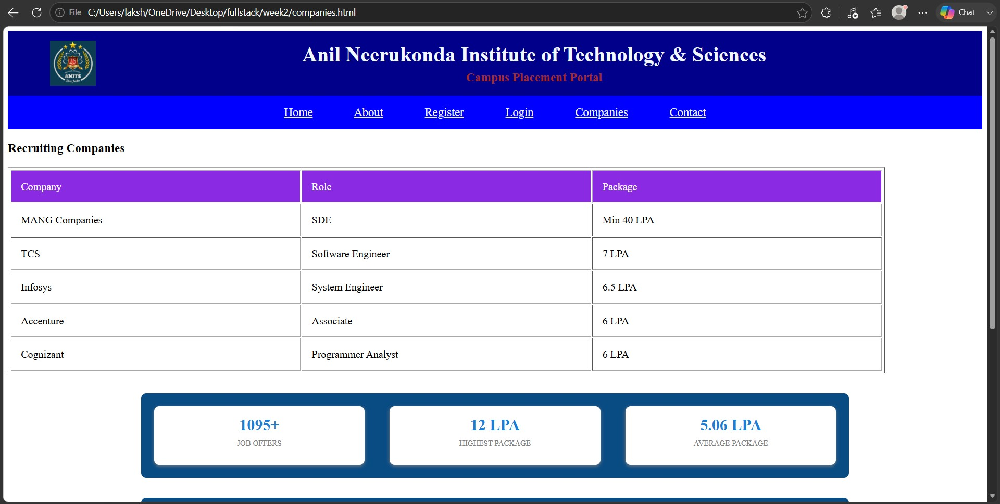 File C:/Users/laksh/OneDrive/Desktop/fullstack/week2/companies.html
Chat
25
ANITS
Silver Jubilee
Anil Neerukonda Institute of Technology & Sciences
Campus Placement Portal
Home About Register Login Companies Contact
Recruiting Companies
Company Role Package
MANG Companies SDE Min 40 LPA
TCS Software Engineer 7 LPA
Infosys System Engineer 6.5 LPA
Accenture Associate 6 LPA
Cognizant Programmer Analyst 6 LPA
1095+ 12 LPA 5.06 LPA
JOB OFFERS HIGHEST PACKAGE AVERAGE PACKAGE